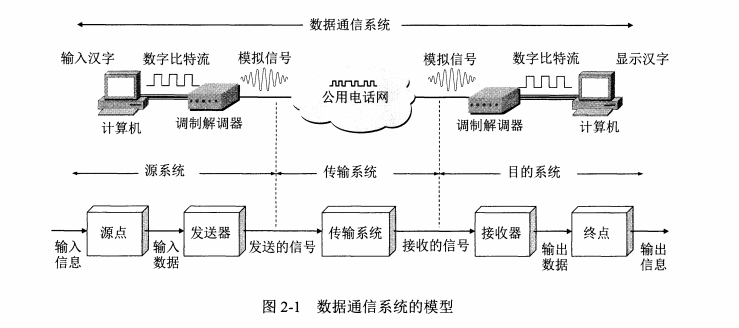 数据通信系统
输入汉字 数字比特流 模拟信号 模拟信号 数字比特流 显示汉字
公用电话网
计算机 调制解调器 调制解调器 计算机
源系统 传输系统 目的系统
源点 发送器 传输系统 接收器 终点
输入信息 输入数据 发送的信号 接收的信号 输出数据 输出信息
图 2-1 数据通信系统的模型